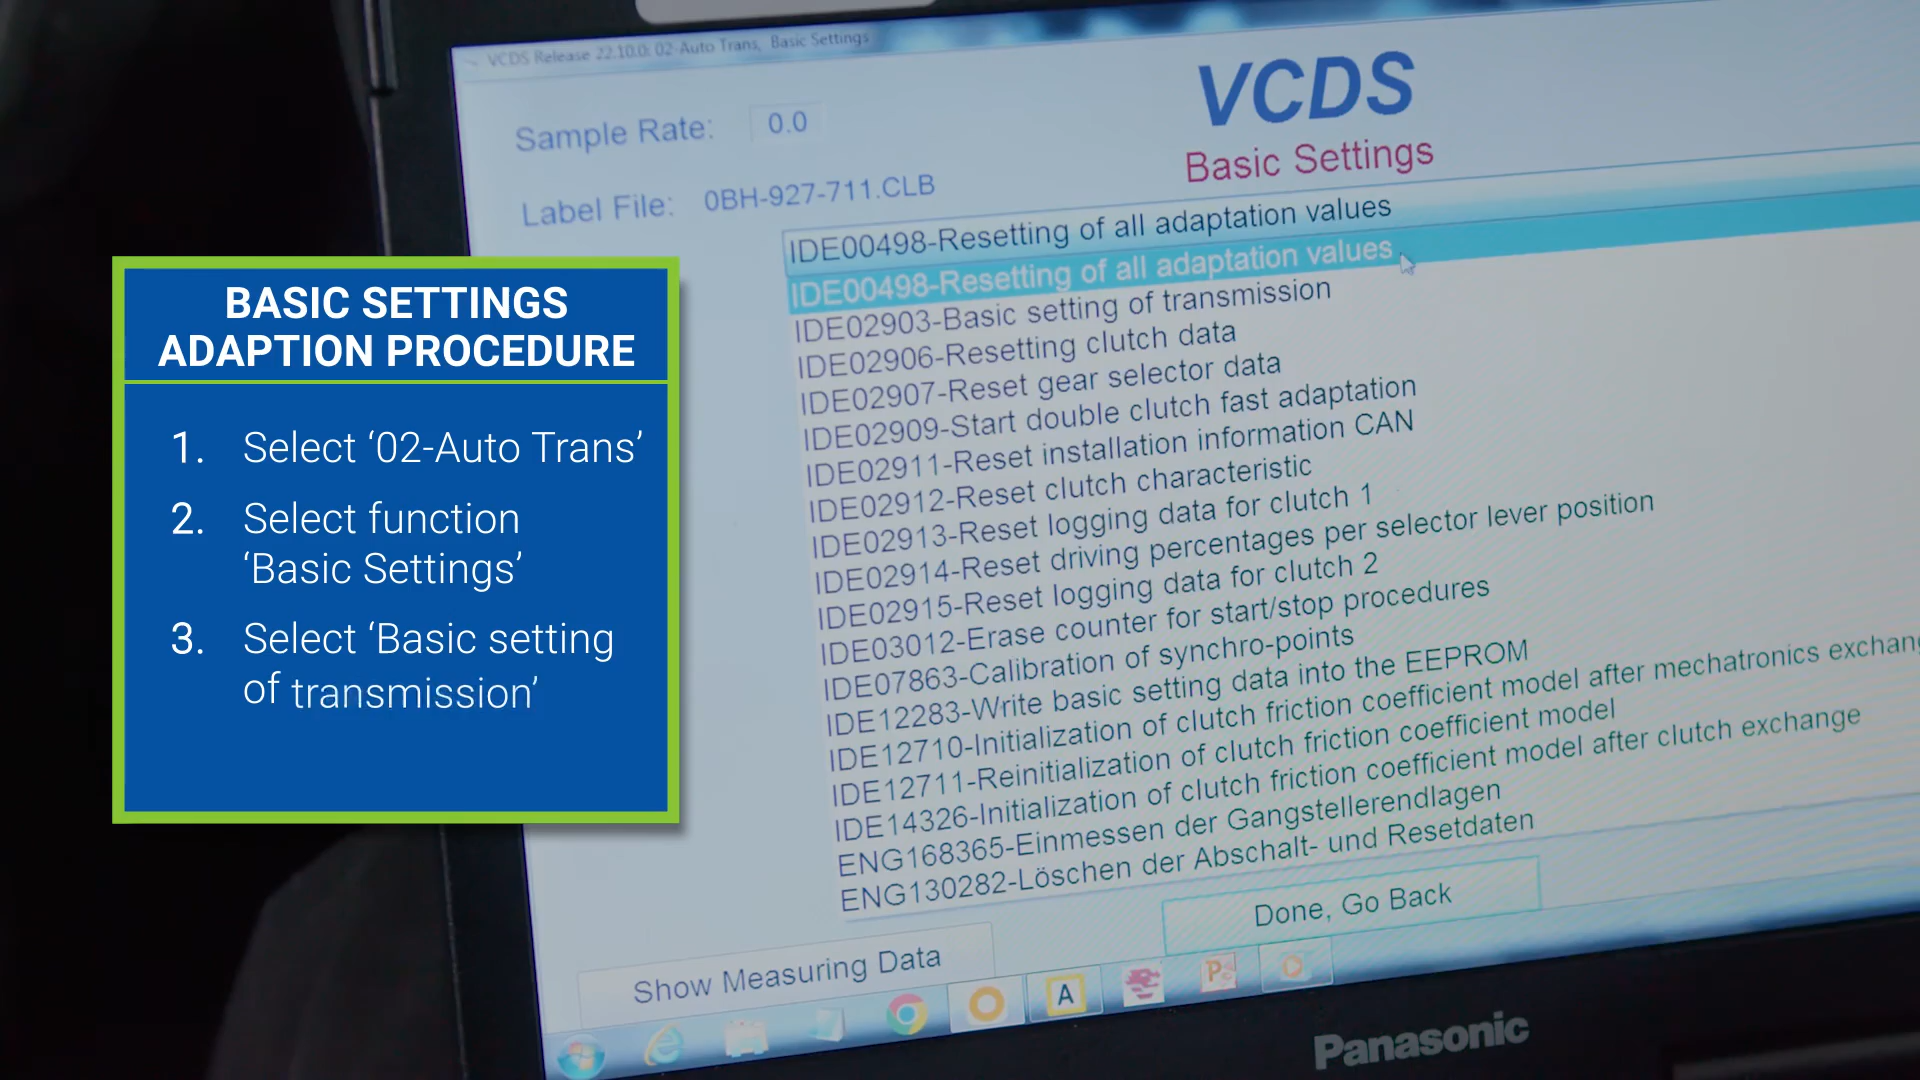 VCDS Release 22.10.0: 02-Auto Trans, Basic Settings
VCDS
Sample Rate: 0.0
Basic Settings
Label File: 0BH-927-711.CLB
IDE00498-Resetting of all adaptation values
IDE00498-Resetting of all adaptation values
IDE02903-Basic setting of transmission
IDE02906-Resetting clutch data
IDE02907-Reset gear selector data
IDE02909-Start double clutch fast adaptation
IDE02911-Reset installation information CAN
IDE02912-Reset clutch characteristic
IDE02913-Reset logging data for clutch 1
IDE02914-Reset driving percentages per selector lever position
IDE02915-Reset logging data for clutch 2
IDE03012-Erase counter for start/stop procedures
IDE07863-Calibration of synchro-points
IDE12283-Write basic setting data into the EEPROM
IDE12710-Initialization of clutch friction coefficient model after mechatronics exchang
IDE12711-Reinitialization of clutch friction coefficient model
IDE14326-Initialization of clutch friction coefficient model after clutch exchange
ENG168365-Einmessen der Gangstellerendlagen
ENG130282-Löschen der Abschalt- und Resetdaten
Done, Go Back
Show Measuring Data
A
Panasonic
BASIC SETTINGS
ADAPTION PROCEDURE
1. Select ‘02-Auto Trans’
2. Select function
‘Basic Settings’
3. Select ‘Basic setting
of transmission’